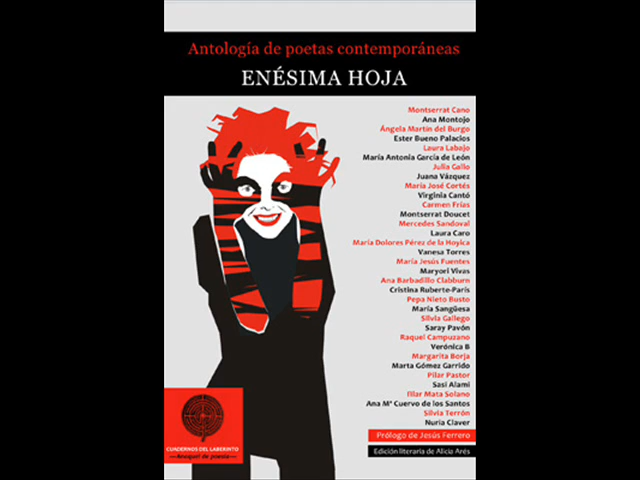 Antología de poetas contemporáneas
ENÉSIMA HOJA
Montserrat Cano
Ana Montojo
Ángela Martín del Burgo
Ester Bueno Palacios
Laura Labajo
María Antonia García de León
Julia Gallo
Juana Vázquez
María José Cortés
Virginia Cantó
Carmen Frías
Montserrat Doucet
Mercedes Sandoval
Laura Caro
María Dolores Pérez de la Hoyica
Vanesa Torres
María Jesús Fuentes
Maryori Vivas
Ana Barbadillo Clabburn
Cristina Ruberte-París
Pepa Nieto Busto
María Sangüesa
Silvia Gallego
Saray Pavón
Raquel Campuzano
Verónica B
Margarita Borja
Marta Gómez Garrido
Pilar Pastor
Sasi Alami
Pilar Mata Solano
Ana Mª Cuervo de los Santos
Silvia Terrón
Nuria Claver
Prólogo de Jesús Ferrero
Edición literaria de Alicia Arés
CUADERNOS DEL LABERINTO
—Anaquel de poesía—